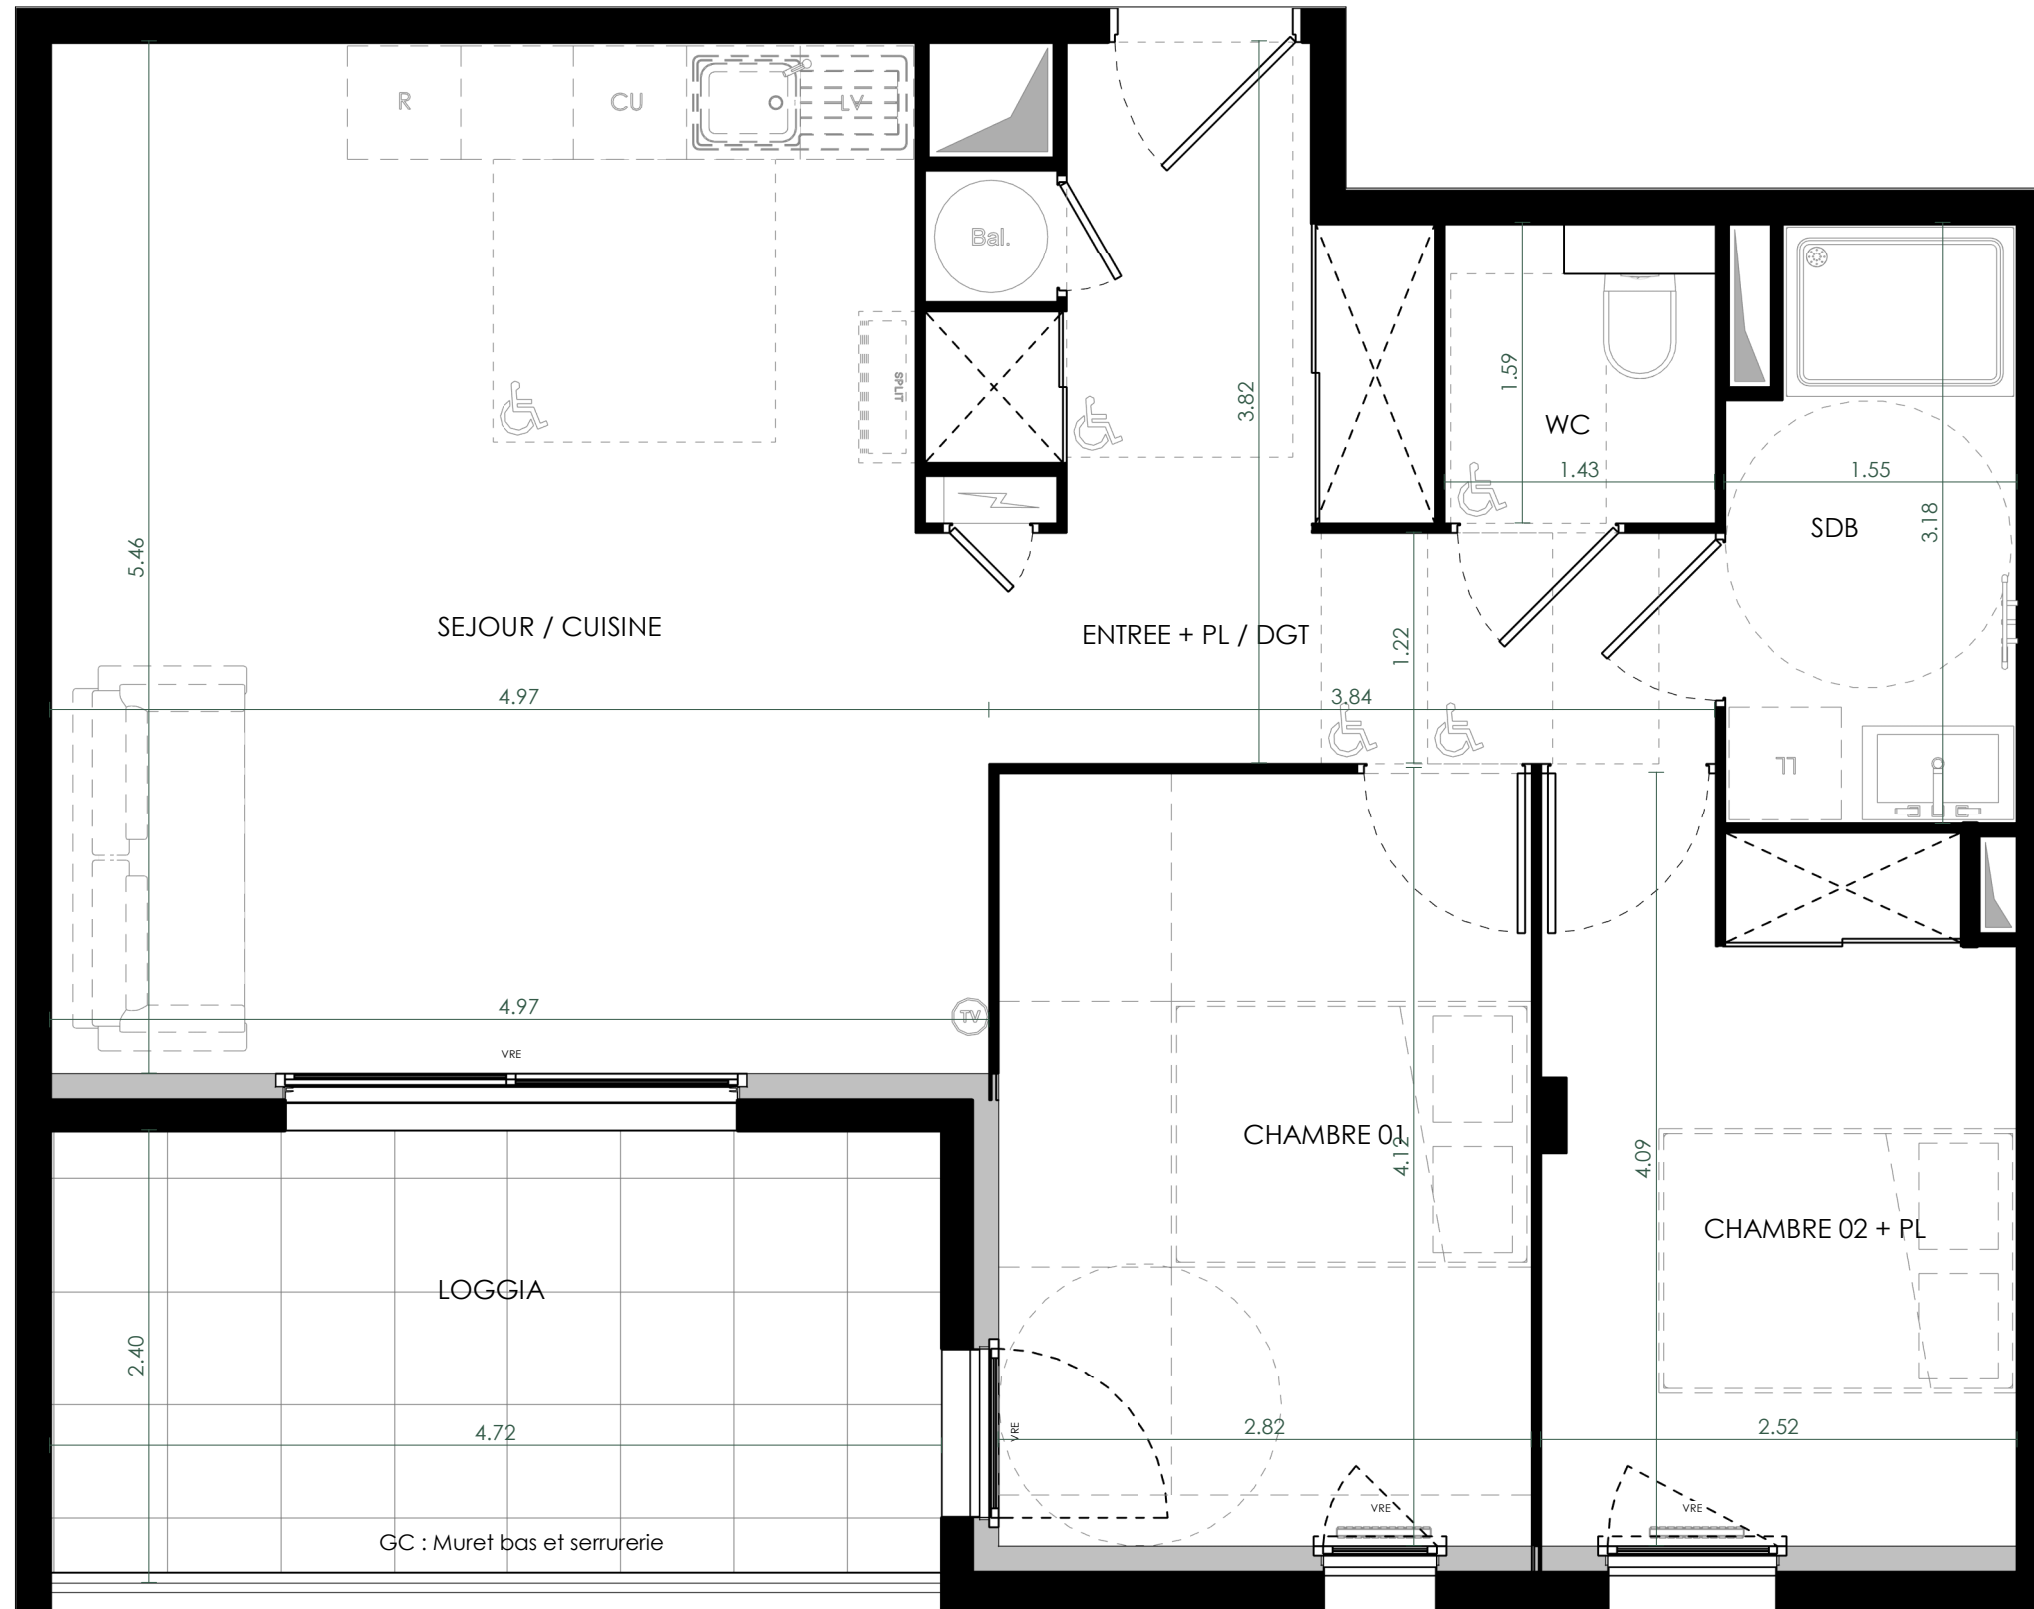 R
CU
LV
Bal.
SPLIT
3.82
1.59
WC
1.43
1.55
SDB
3.18
5.46
SEJOUR / CUISINE
ENTREE + PL / DGT
1.22
4.97
3.84
LL
4.97
TV
VRE
CHAMBRE 01
4.12
4.09
CHAMBRE 02 + PL
LOGGIA
2.40
4.72
VRE
2.82
2.52
VRE
VRE
GC : Muret bas et serrurerie